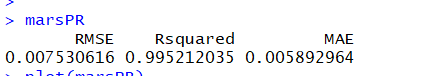 >
> marsPR
RMSE Rsquared MAE
0.007530616 0.995212035 0.005892964
> plot(marsPR)